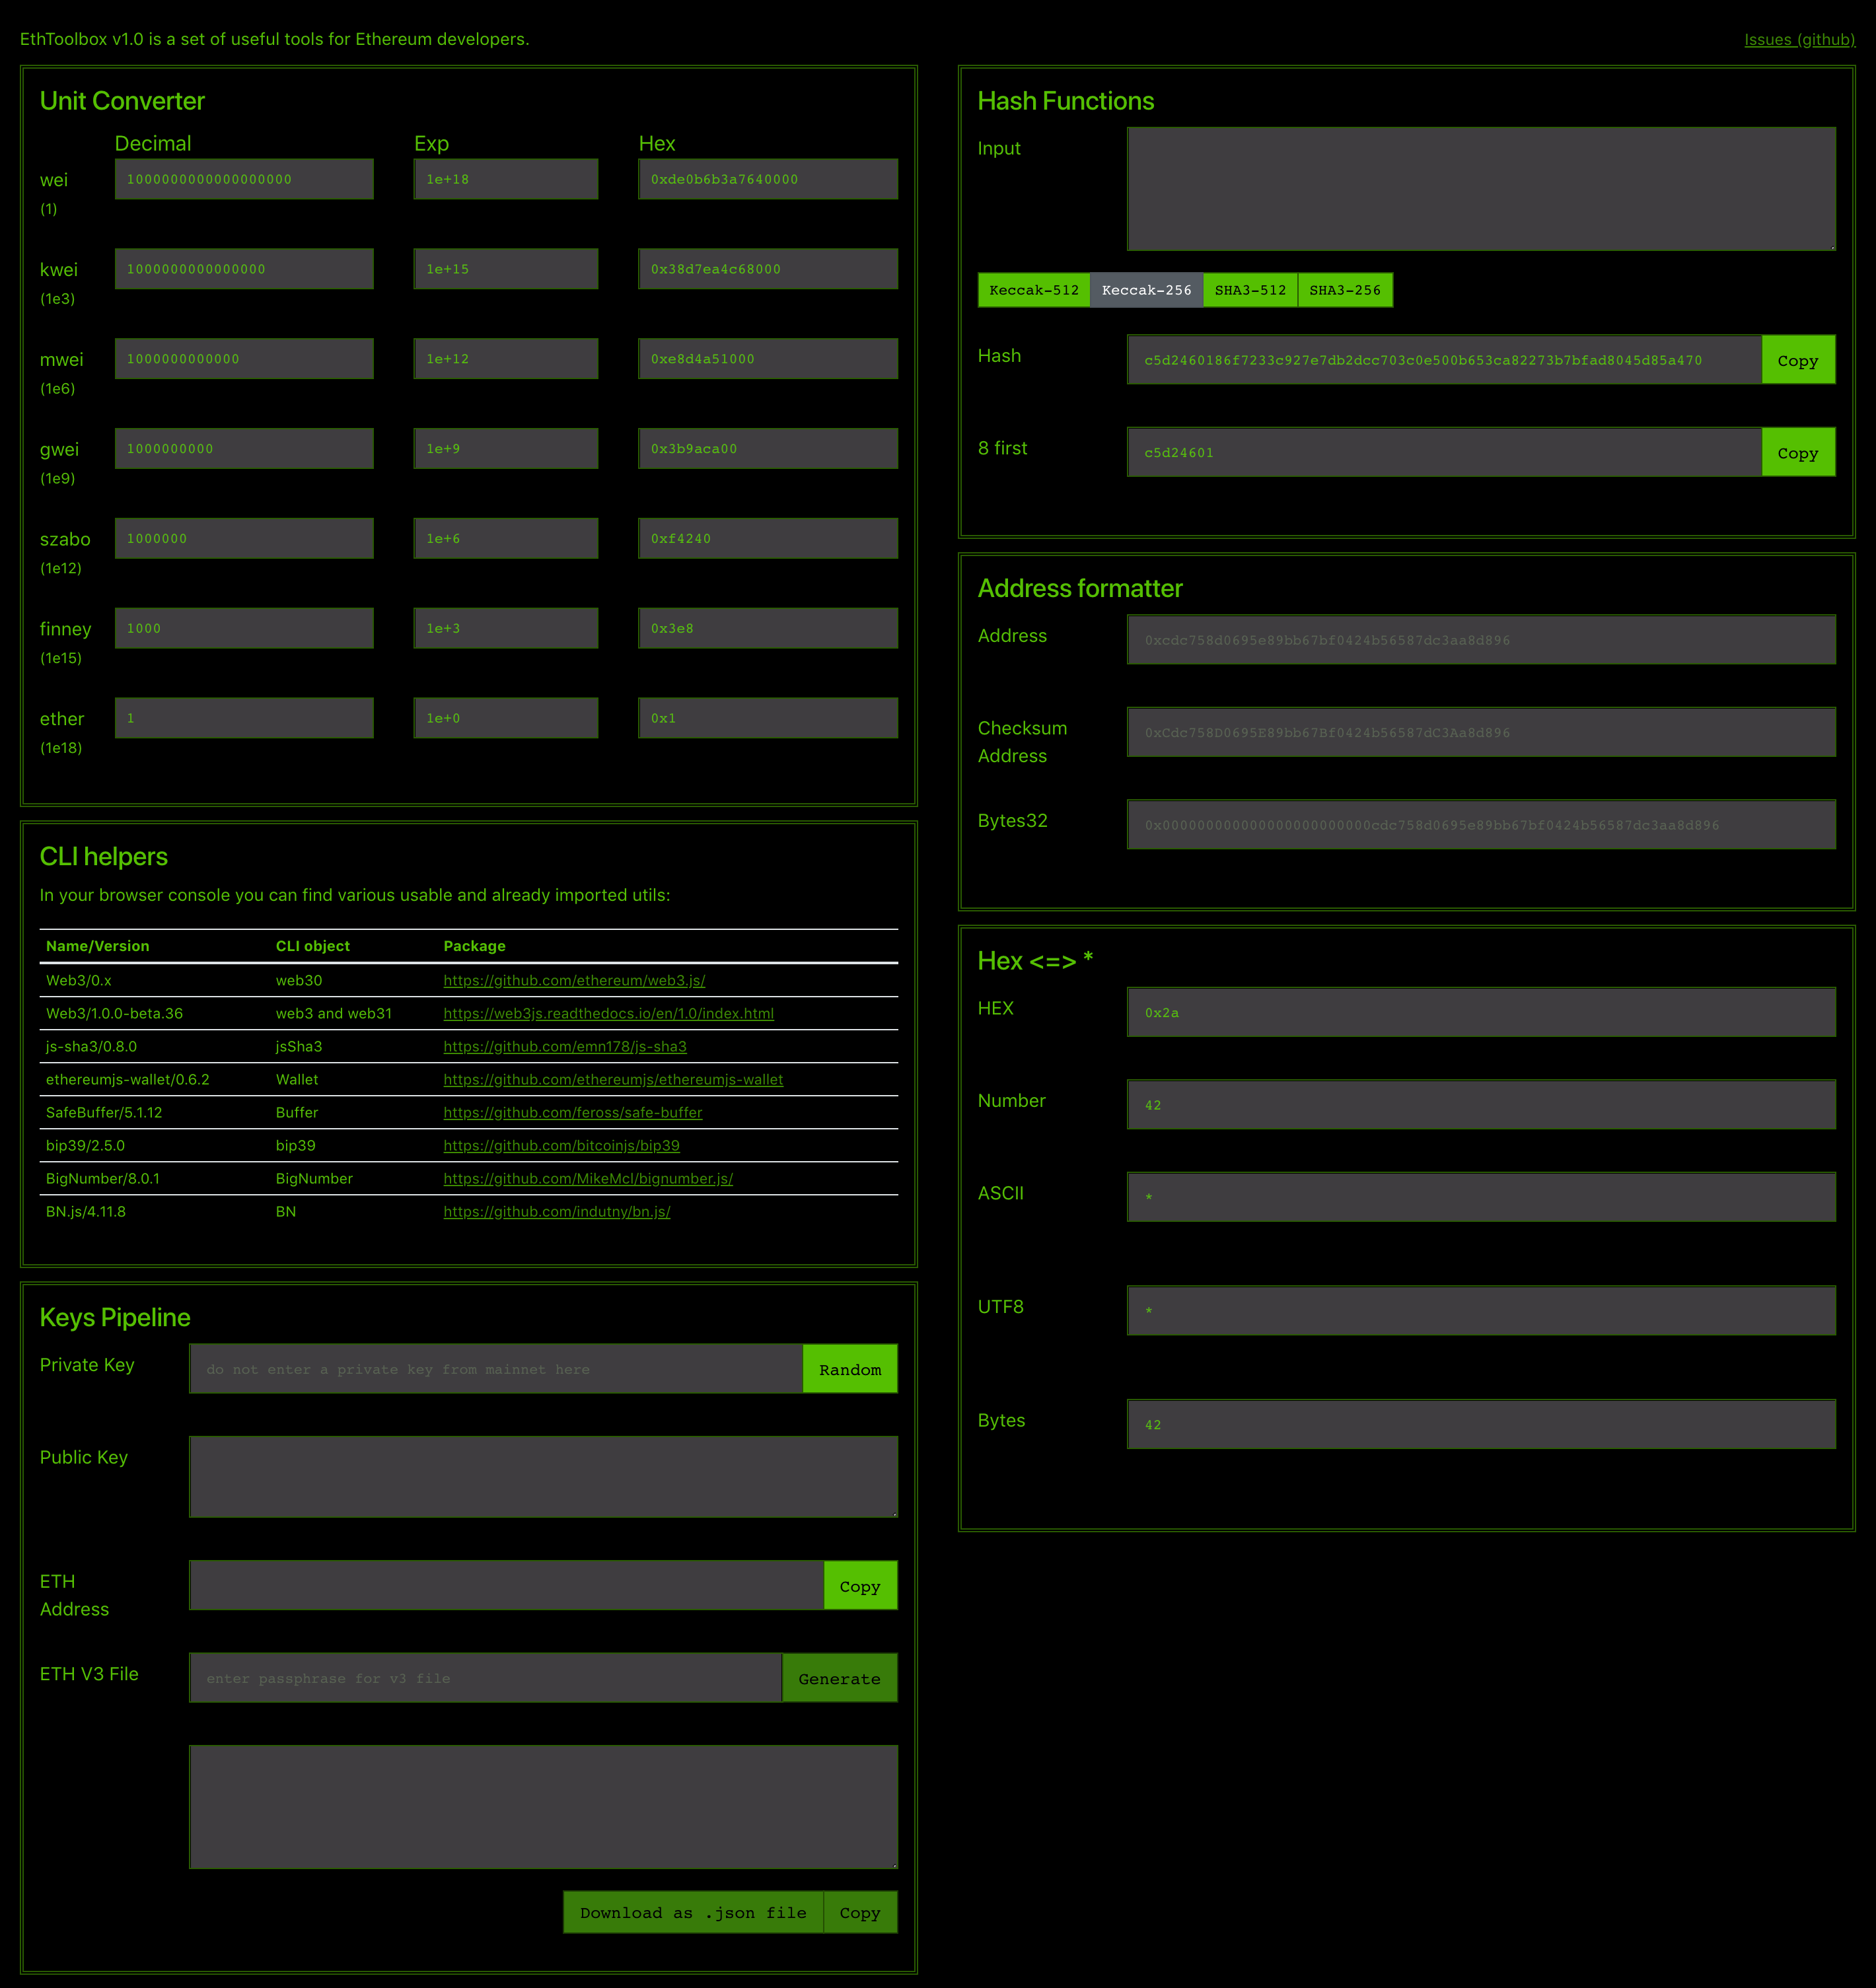 EthToolbox v1.0 is a set of useful tools for Ethereum developers.
Issues (github)
Unit Converter
Decimal Exp Hex
wei 1000000000000000000 1e+18 0xde0b6b3a7640000
(1)
kwei 1000000000000000 1e+15 0x38d7ea4c68000
(1e3)
mwei 1000000000000 1e+12 0xe8d4a51000
(1e6)
gwei 1000000000 1e+9 0x3b9aca00
(1e9)
szabo 1000000 1e+6 0xf4240
(1e12)
finney 1000 1e+3 0x3e8
(1e15)
ether 1 1e+0 0x1
(1e18)
CLI helpers
In your browser console you can find various usable and already imported utils:
Name/Version CLI object Package
Web3/0.x web30 https://github.com/ethereum/web3.js/
Web3/1.0.0-beta.36 web3 and web31 https://web3js.readthedocs.io/en/1.0/index.html
js-sha3/0.8.0 jsSha3 https://github.com/emn178/js-sha3
ethereumjs-wallet/0.6.2 Wallet https://github.com/ethereumjs/ethereumjs-wallet
SafeBuffer/5.1.12 Buffer https://github.com/feross/safe-buffer
bip39/2.5.0 bip39 https://github.com/bitcoinjs/bip39
BigNumber/8.0.1 BigNumber https://github.com/MikeMcl/bignumber.js/
BN.js/4.11.8 BN https://github.com/indutny/bn.js/
Keys Pipeline
Private Key do not enter a private key from mainnet here Random
Public Key
ETH
Address
Copy
ETH V3 File enter passphrase for v3 file Generate
Download as .json file Copy
Hash Functions
Input
Keccak-512 Keccak-256 SHA3-512 SHA3-256
Hash c5d2460186f7233c927e7db2dcc703c0e500b653ca82273b7bfad8045d85a470 Copy
8 first c5d24601 Copy
Address formatter
Address 0xcdc758d0695e89bb67bf0424b56587dc3aa8d896
Checksum
Address
0xCdc758D0695E89bb67Bf0424b56587dC3Aa8d896
Bytes32 0x000000000000000000000000cdc758d0695e89bb67bf0424b56587dc3aa8d896
Hex <=> *
HEX 0x2a
Number 42
ASCII *
UTF8 *
Bytes 42